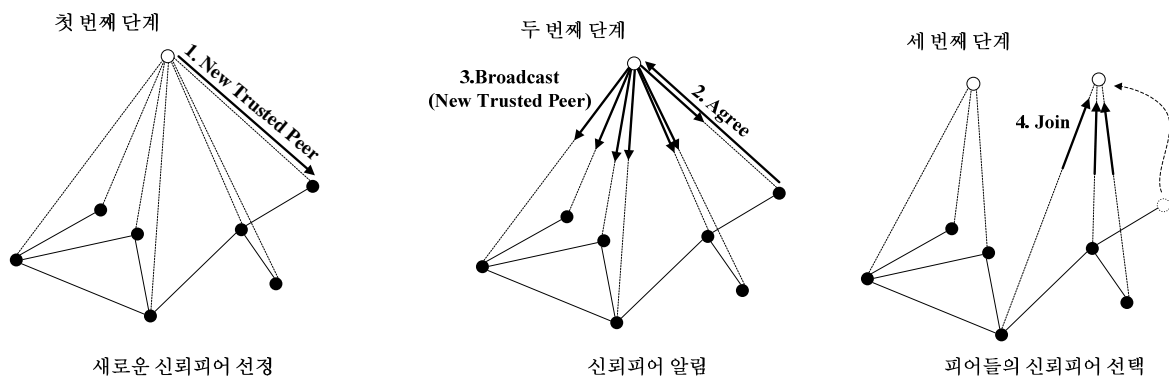 첫 번째 단계
1. New Trusted Peer
새로운 신뢰피어 선정
두 번째 단계
3.Broadcast
(New Trusted Peer)
2. Agree
신뢰피어 알림
세 번째 단계
4. Join
피어들의 신뢰피어 선택